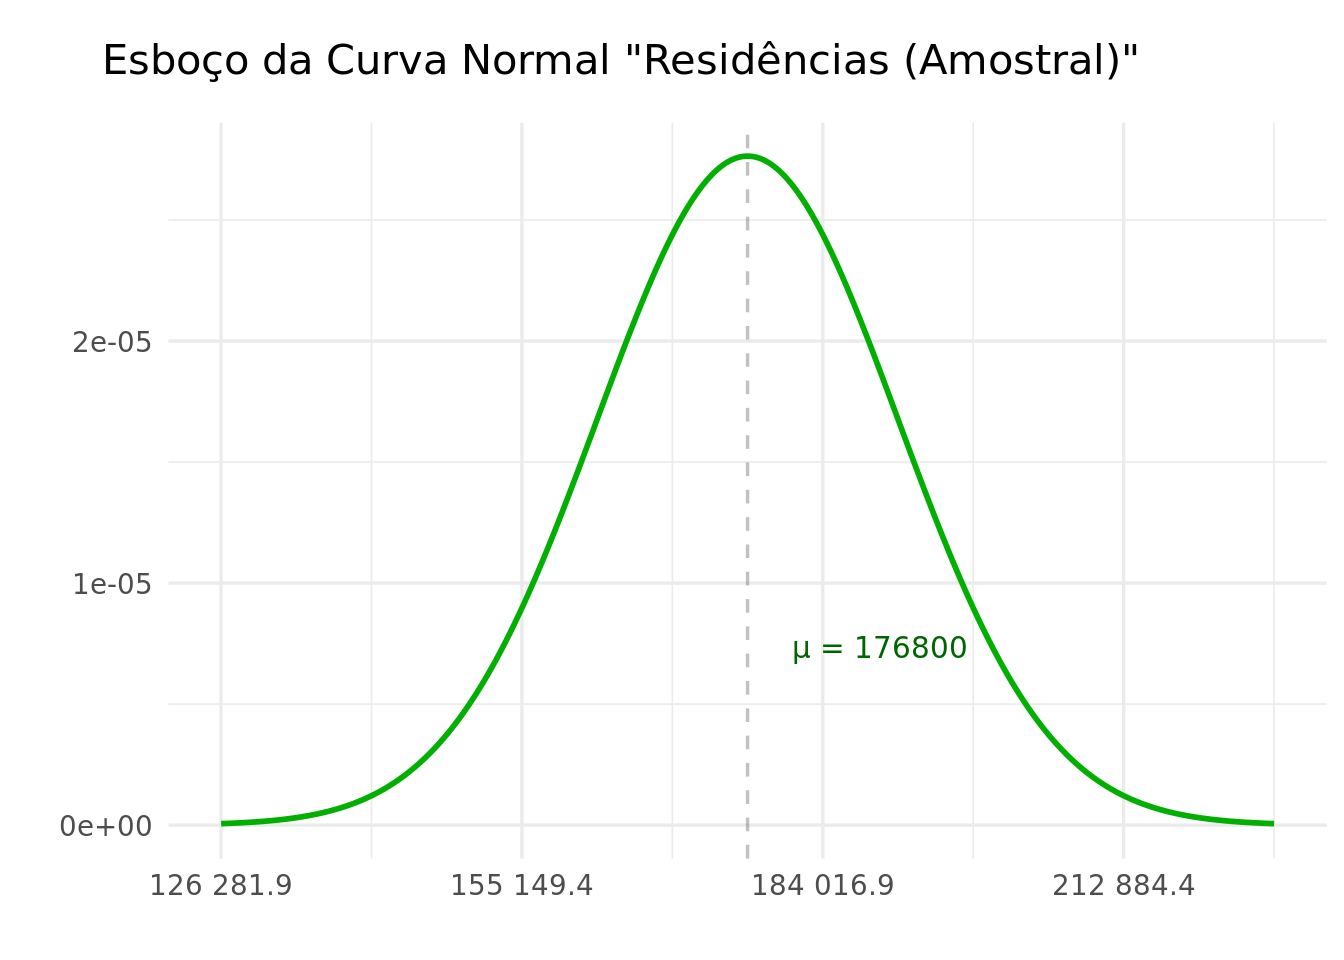 Esboço da Curva Normal "Residências (Amostral)"
2e-05
1e-05
μ = 176800
0e+00
126 281.9 155 149.4 184 016.9 212 884.4